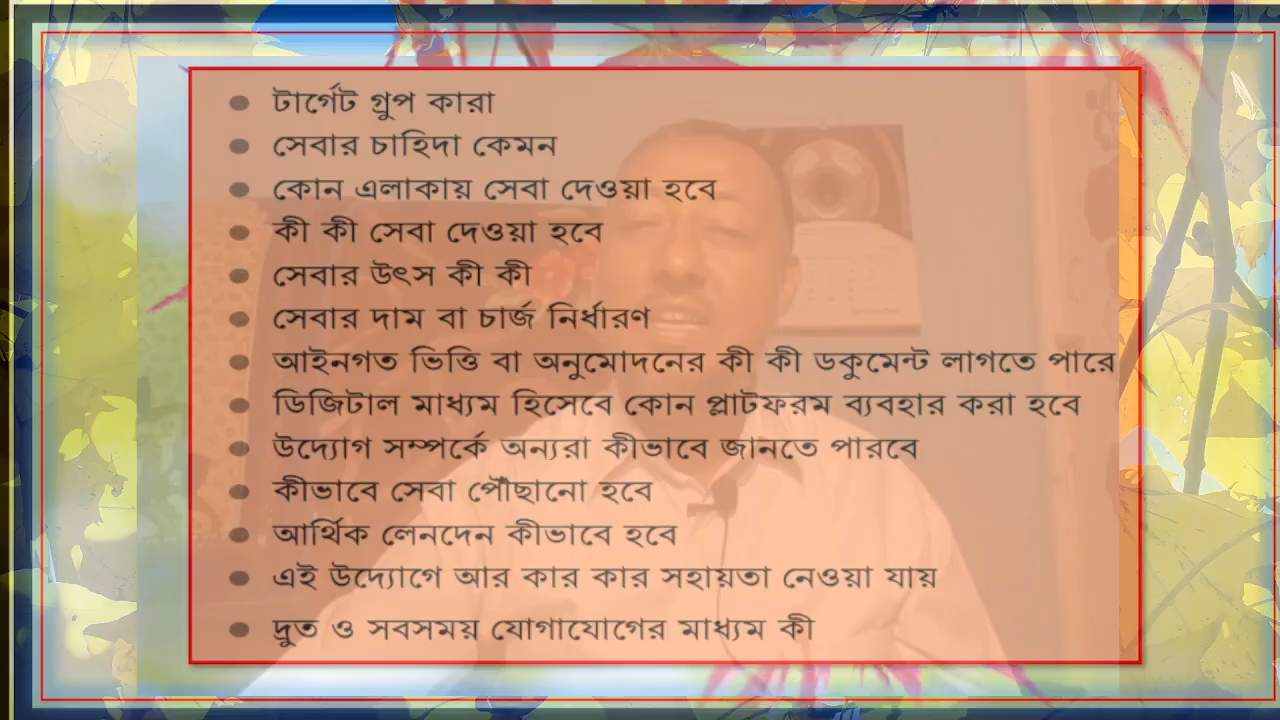 টার্গেট গ্রুপ কারা
সেবার চাহিদা কেমন
কোন এলাকায় সেবা দেওয়া হবে
কী কী সেবা দেওয়া হবে
সেবার উৎস কী কী
সেবার দাম বা চার্জ নির্ধারণ
আইনগত ভিত্তি বা অনুমোদনের কী কী ডকুমেন্ট লাগতে পারে
ডিজিটাল মাধ্যম হিসেবে কোন প্লাটফরম ব্যবহার করা হবে
উদ্যোগ সম্পর্কে অন্যরা কীভাবে জানতে পারবে
কীভাবে সেবা পৌঁছানো হবে
আর্থিক লেনদেন কীভাবে হবে
এই উদ্যোগে আর কার কার সহায়তা নেওয়া যায়
দ্রুত ও সবসময় যোগাযোগের মাধ্যম কী